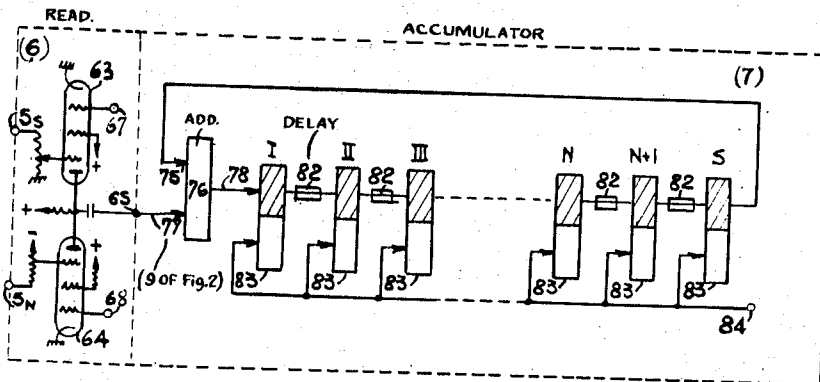 READ.
ACCUMULATOR
(6)
63
(7)
5S
67
+
ADD.
DELAY
I
II
III
N
N+1
S
82
82
82
82
75
76
78
+
65
77
-
+
(9 OF Fig.2)
83
83
83
83
83
83
5N
68
64
84